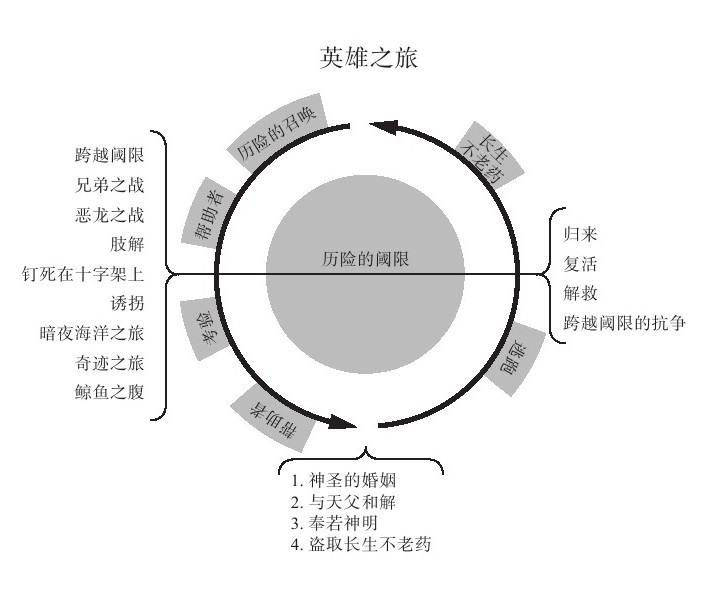 英雄之旅
历险的召唤
帮助者
考验
帮助者
长生
不老药
逃跑
历险的阈限
跨越阈限
兄弟之战
恶龙之战
肢解
钉死在十字架上
诱拐
暗夜海洋之旅
奇迹之旅
鲸鱼之腹
归来
复活
解救
跨越阈限的抗争
1. 神圣的婚姻
2. 与天父和解
3. 奉若神明
4. 盗取长生不老药